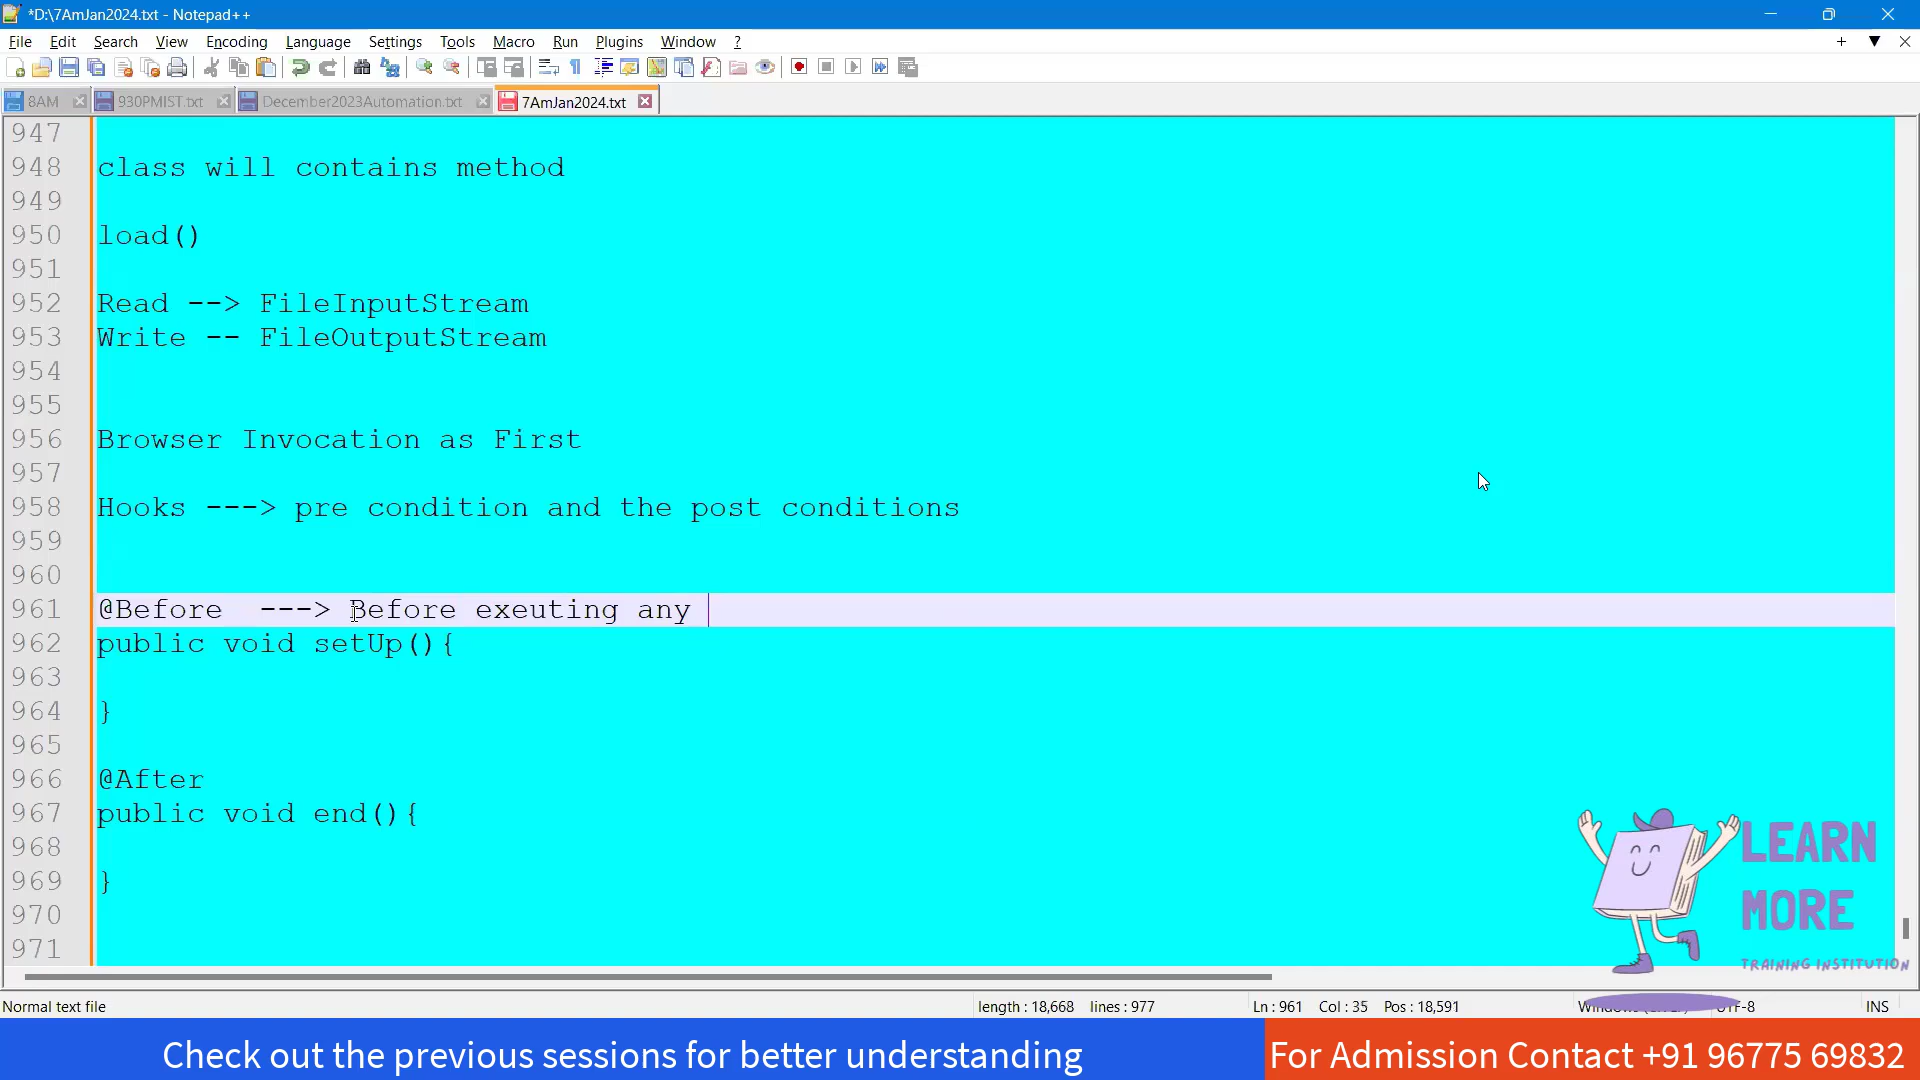 *D:\7AmJan2024.txt - Notepad++
File Edit Search View Encoding Language Settings Tools Macro Run Plugins Window ?
8AM 930PMIST.txt December2023Automation.txt 7AmJan2024.txt
947
948 class will contains method
949
950 load()
951
952 Read --> FileInputStream
953 Write -- FileOutputStream
954
955
956 Browser Invocation as First
957
958 Hooks ---> pre condition and the post conditions
959
960
961 @Before  ---> Before exeuting any
962 public void setUp(){
963
964 }
965
966 @After
967 public void end(){
968
969 }
970
971
LEARN
MORE
TRAINING INSTITUTION
Normal text file length : 18,668 lines : 977 Ln : 961 Col : 35 Pos : 18,591 INS
Check out the previous sessions for better understanding
For Admission Contact +91 96775 69832